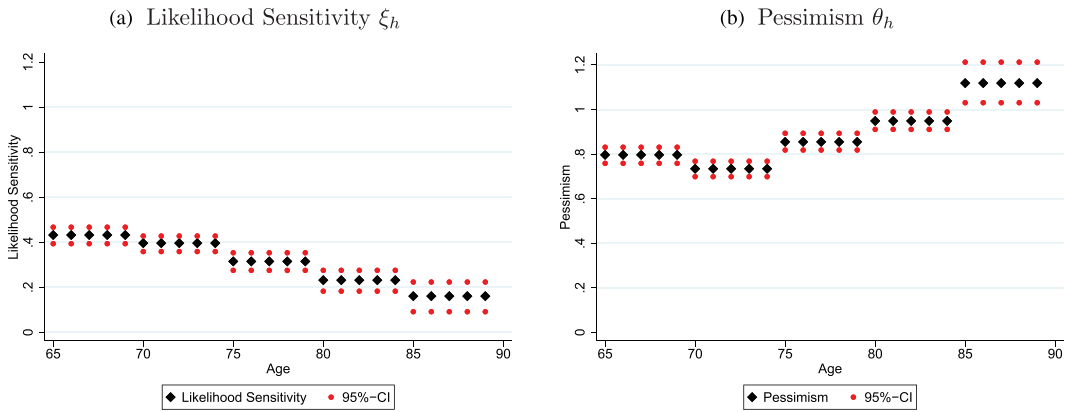 (a) Likelihood Sensitivity ξh
Likelihood Sensitivity
1.2
1
.8
.6
.4
.2
0
65 70 75 80 85 90
Age
Likelihood Sensitivity 95%−CI
(b) Pessimism θh
Pessimism
1.2
1
.8
.6
.4
.2
0
65 70 75 80 85 90
Age
Pessimism 95%−CI